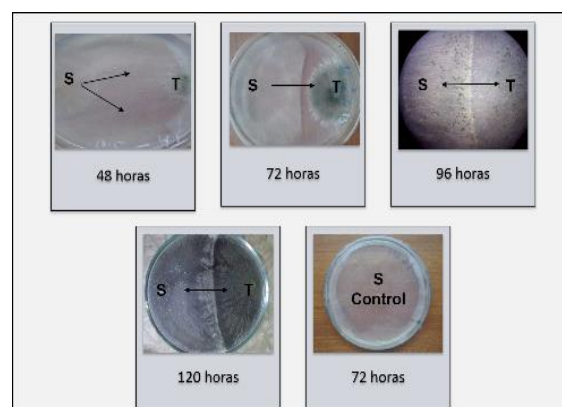 S T
48 horas
S T
72 horas
S T
96 horas
S T
120 horas
S
Control
72 horas